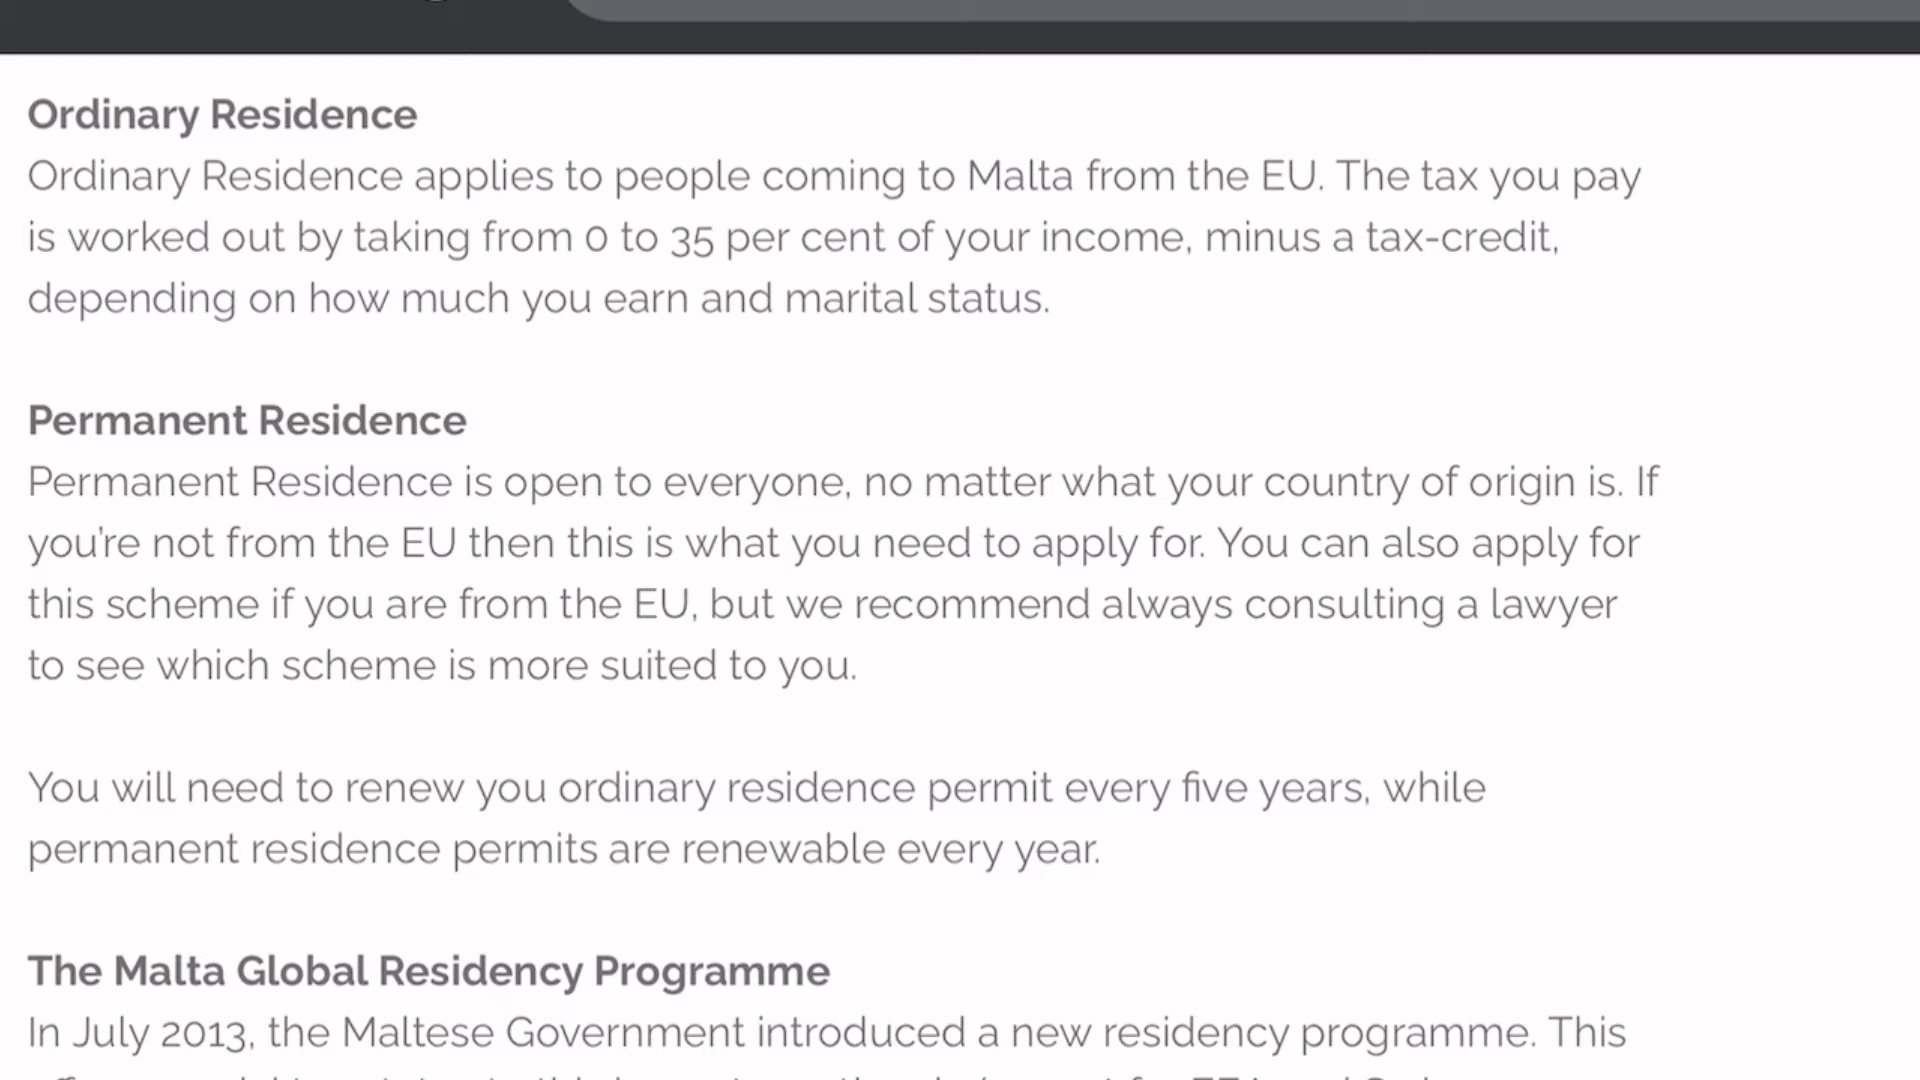 Ordinary Residence
Ordinary Residence applies to people coming to Malta from the EU. The tax you pay
is worked out by taking from 0 to 35 per cent of your income, minus a tax-credit,
depending on how much you earn and marital status.
Permanent Residence
Permanent Residence is open to everyone, no matter what your country of origin is. If
you're not from the EU then this is what you need to apply for. You can also apply for
this scheme if you are from the EU, but we recommend always consulting a lawyer
to see which scheme is more suited to you.
You will need to renew you ordinary residence permit every five years, while
permanent residence permits are renewable every year.
The Malta Global Residency Programme
In July 2013, the Maltese Government introduced a new residency programme. This